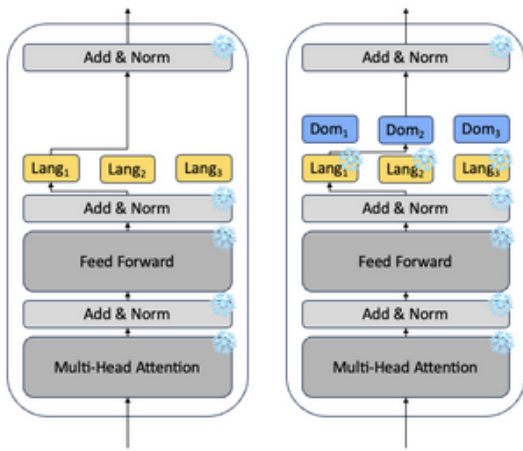 Add & Norm
Lang₁ Lang₂ Lang₃
Add & Norm
Feed Forward
Add & Norm
Multi-Head Attention
Add & Norm
Dom₁ Dom₂ Dom₃
Lang₁ Lang₂ Lang₃
Add & Norm
Feed Forward
Add & Norm
Multi-Head Attention